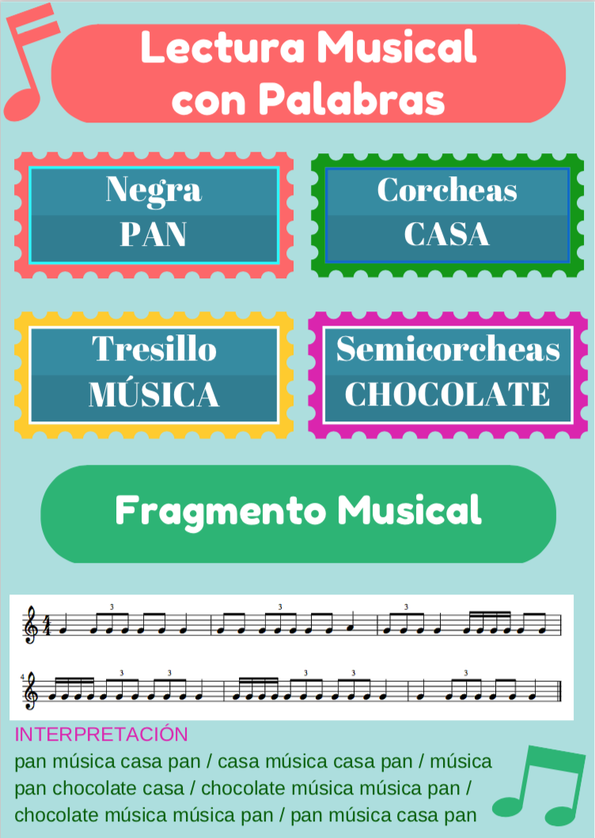 Lectura Musical
con Palabras
Negra
PAN
Corcheas
CASA
Tresillo
MÚSICA
Semicorcheas
CHOCOLATE
Fragmento Musical
4
4
3
3
3
4
3
3
3
3
3
INTERPRETACIÓN
pan música casa pan / casa música casa pan / música
pan chocolate casa / chocolate música música pan /
chocolate música música pan / pan música casa pan